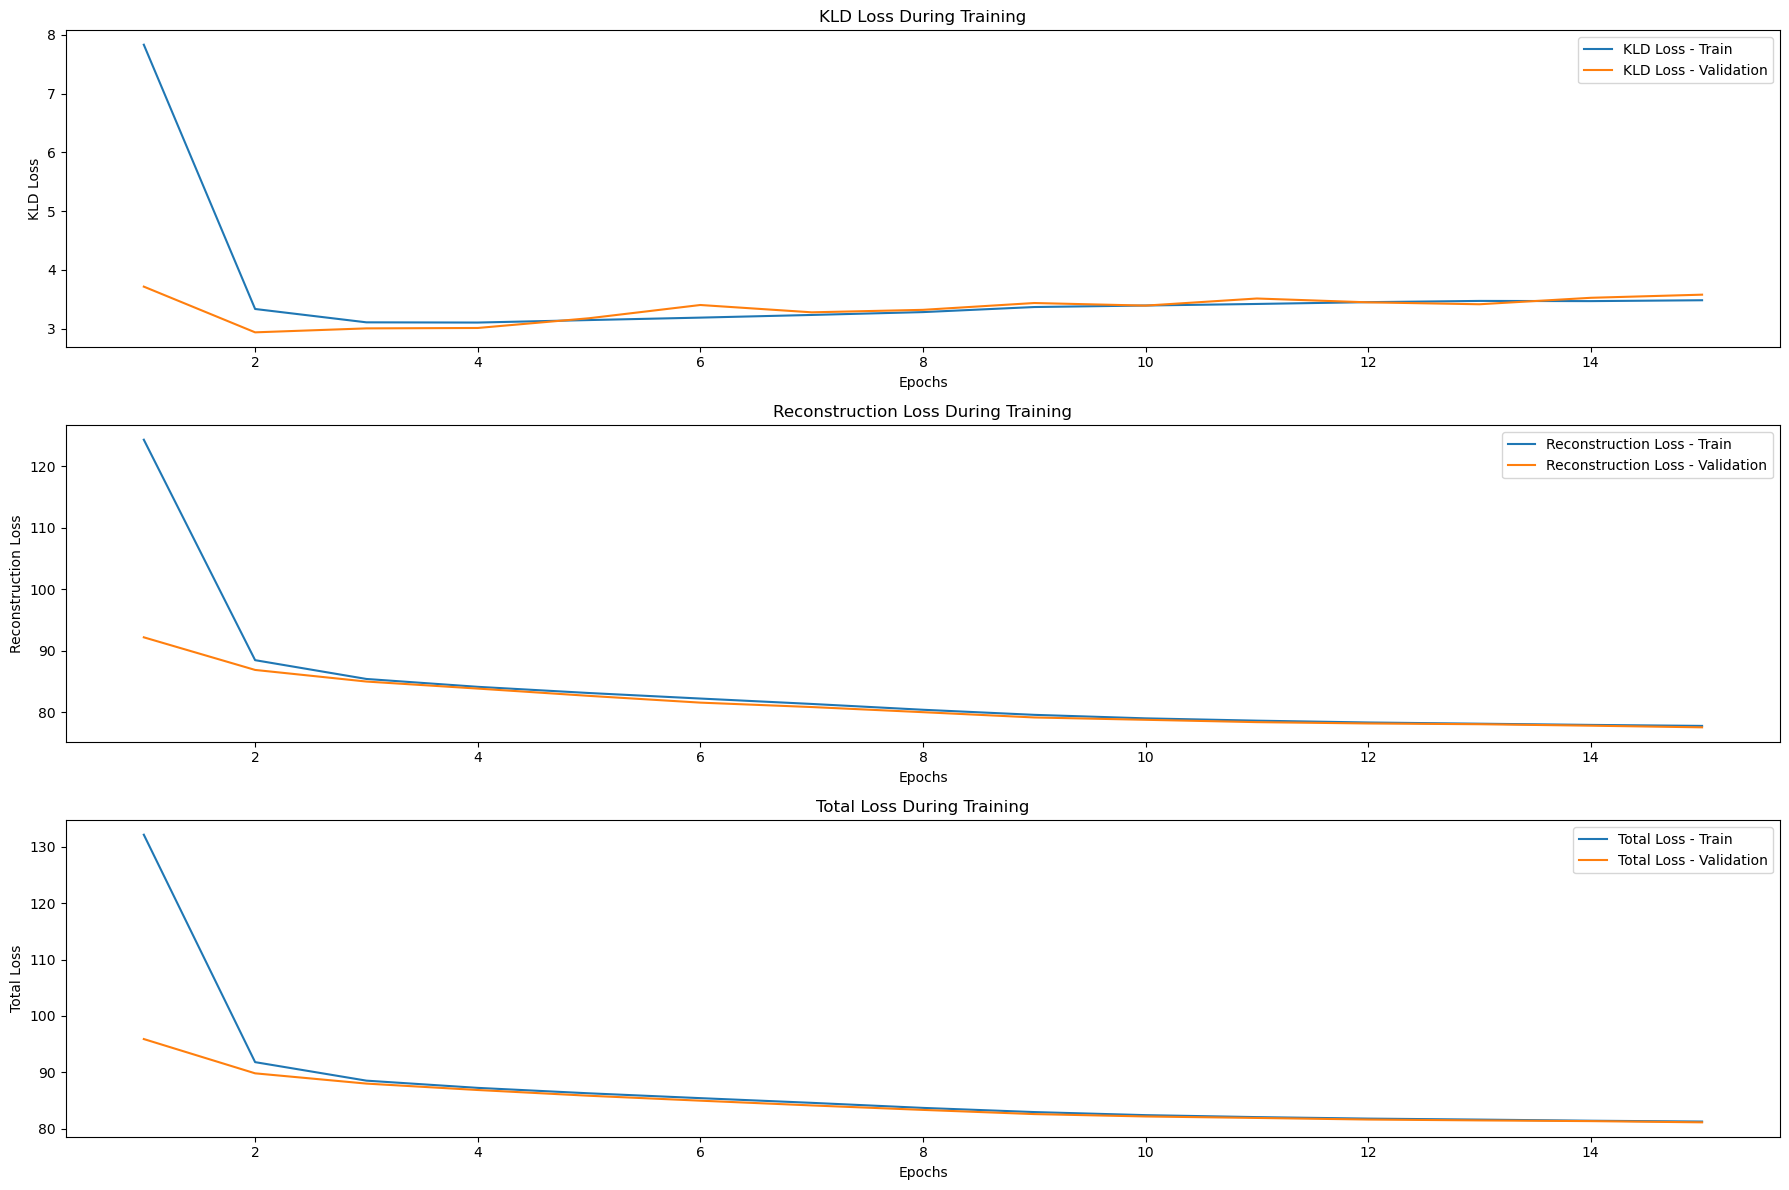 KLD Loss During Training
KLD Loss - Train
KLD Loss - Validation
KLD Loss
8
7
6
5
4
3
2 4 6 8 10 12 14
Epochs
Reconstruction Loss During Training
Reconstruction Loss - Train
Reconstruction Loss - Validation
Reconstruction Loss
120
110
100
90
80
2 4 6 8 10 12 14
Epochs
Total Loss During Training
Total Loss - Train
Total Loss - Validation
Total Loss
130
120
110
100
90
80
2 4 6 8 10 12 14
Epochs